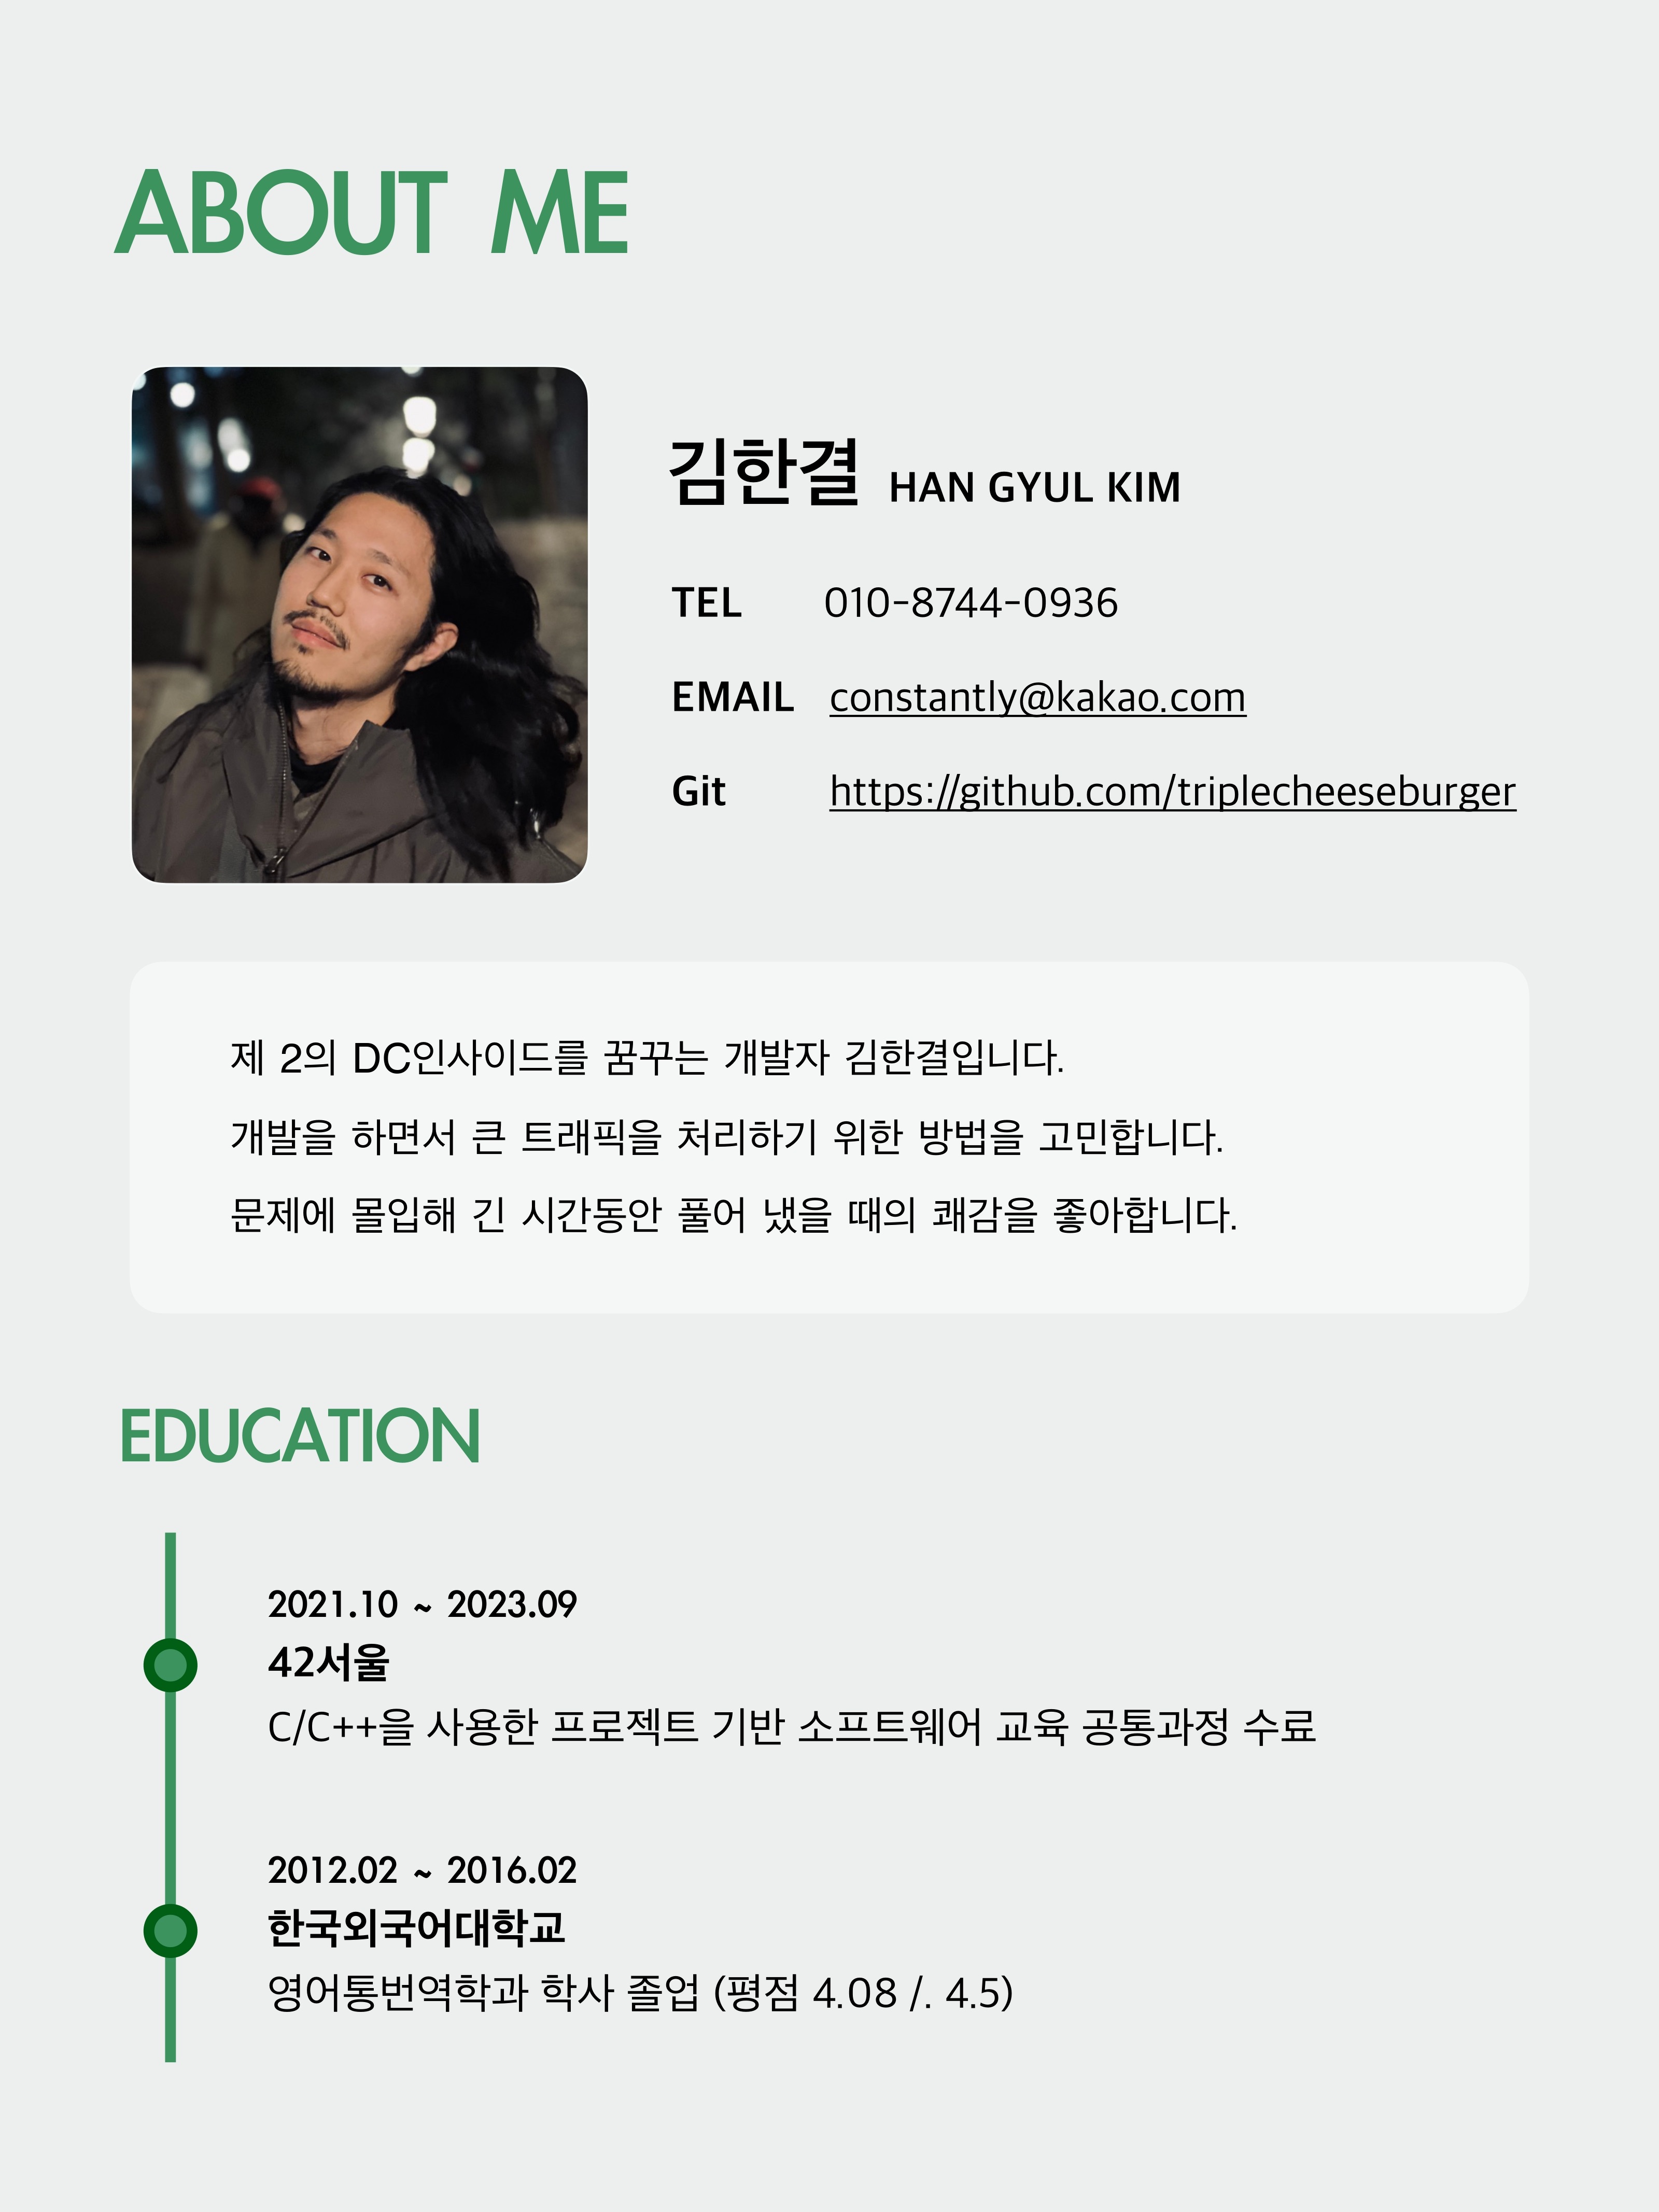 ABOUT ME
김한결 HAN GYUL KIM
TEL 010-8744-0936
EMAIL constantly@kakao.com
Git https://github.com/triplecheeseburger
제 2의 DC인사이드를 꿈꾸는 개발자 김한결입니다.
개발을 하면서 큰 트래픽을 처리하기 위한 방법을 고민합니다.
문제에 몰입해 긴 시간동안 풀어 냈을 때의 쾌감을 좋아합니다.
EDUCATION
2021.10 ~ 2023.09
42서울
C/C++을 사용한 프로젝트 기반 소프트웨어 교육 공통과정 수료
2012.02 ~ 2016.02
한국외국어대학교
영어통번역학과 학사 졸업 (평점 4.08 /. 4.5)